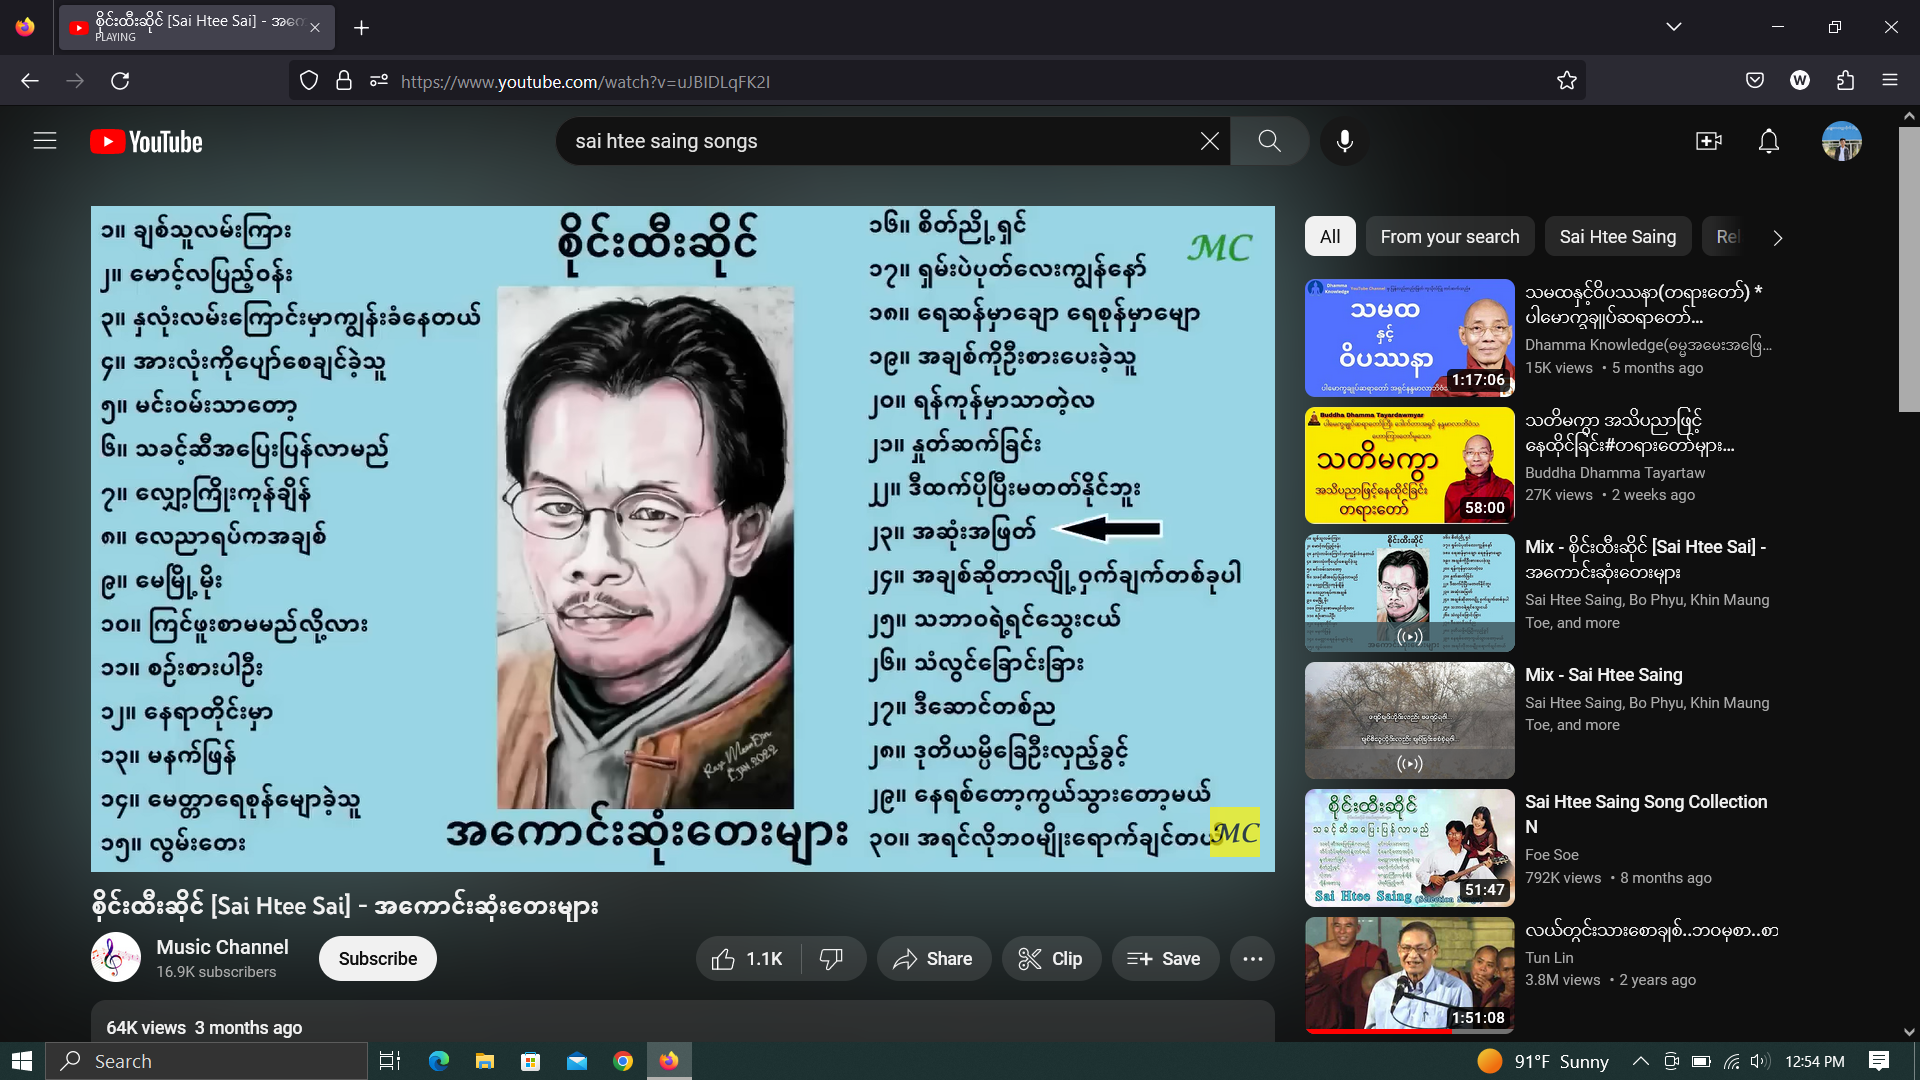 စိုင်းထီးဆိုင် [Sai Htee Sai] - အကေ
PLAYING
https://www.youtube.com/watch?v=uJBIDLqFK2I
YouTube
sai htee saing songs
စိုင်းထီးဆိုင်
MC
၁။ ချစ်သူလမ်းကြား
၂။ မောင့်လပြည့်ဝန်း
၃။ နှလုံးလမ်းကြောင်းမှာကျွန်းခံနေတယ်
၄။ အားလုံးကိုပျော်စေချင်ခဲ့သူ
၅။ မင်းဝမ်းသာတော့
၆။ သခင့်ဆီအပြေးပြန်လာမည်
၇။ လျှော့ကြိုးကုန်ချိန်
၈။ လေညာရပ်ကအချစ်
၉။ မေမြို့မိုး
၁၀။ ကြင်ဖူးစာမမည်လို့လား
၁၁။ စဉ်းစားပါဦး
၁၂။ နေရာတိုင်းမှာ
၁၃။ မနက်ဖြန်
၁၄။ မေတ္တာရေစုန်မျောခဲ့သူ
၁၅။ လွမ်းတေး
၁၆။ စိတ်ညို့ရှင်
၁၇။ ရှမ်းပဲပုတ်လေးကျွန်နော်
၁၈။ ရေဆန်မှာချော ရေစုန်မှာမျော
၁၉။ အချစ်ကိုဦးစားပေးခဲ့သူ
၂၀။ ရန်ကုန်မှာသာတဲ့လ
၂၁။ နှုတ်ဆက်ခြင်း
၂၂။ ဒီထက်ပိုပြီးမတတ်နိုင်ဘူး
၂၃။ အဆုံးအဖြတ်
၂၄။ အချစ်ဆိုတာလျို့ဝှက်ချက်တစ်ခုပါ
၂၅။ သဘာဝရဲ့ရင်သွေးငယ်
၂၆။ သံလွင်ခြောင်းခြား
၂၇။ ဒီဆောင်တစ်ည
၂၈။ ဒုတိယမ္ပိခြေဦးလှည့်ခွင့်
၂၉။ နေရစ်တော့ကွယ်သွားတော့မယ်
၃၀။ အရင်လိုဘဝမျိုးရောက်ချင်တယ်
အကောင်းဆုံးတေးများ
MC
စိုင်းထီးဆိုင် [Sai Htee Sai] - အကောင်းဆုံးတေးများ
Music Channel
16.9K subscribers
Subscribe
1.1K
Share
Clip
Save
64K views 3 months ago
All
From your search
Sai Htee Saing
Rel
သမထ
နှင့်
ဝိပဿနာ
1:17:06
သမထနှင့်ဝိပဿနာ(တရားတော်) *
ပါမောက္ခချုပ်ဆရာတော်...
Dhamma Knowledge(ဓမ္မအမေးအဖြေ...
15K views • 5 months ago
Buddha Dhamma Tayardawmyar
သတိမကွာ
အသိပညာဖြင့်နေထိုင်ခြင်း
တရားတော်
58:00
သတိမကွာ အသိပညာဖြင့်
နေထိုင်ခြင်း#တရားတော်များ...
Buddha Dhamma Tayartaw
27K views • 2 weeks ago
Mix - စိုင်းထီးဆိုင် [Sai Htee Sai] -
အကောင်းဆုံးတေးများ
Sai Htee Saing, Bo Phyu, Khin Maung
Toe, and more
Mix - Sai Htee Saing
Sai Htee Saing, Bo Phyu, Khin Maung
Toe, and more
စိုင်းထီးဆိုင်
သခင့်ဆီအပြေးပြန်လာမည်
Sai Htee Saing
51:47
Sai Htee Saing Song Collection
N
Foe Soe
792K views • 8 months ago
1:51:08
လယ်တွင်းသားစောချစ်..ဘဝမှစာ..စာ
Tun Lin
3.8M views • 2 years ago
Search
91°F Sunny
12:54 PM